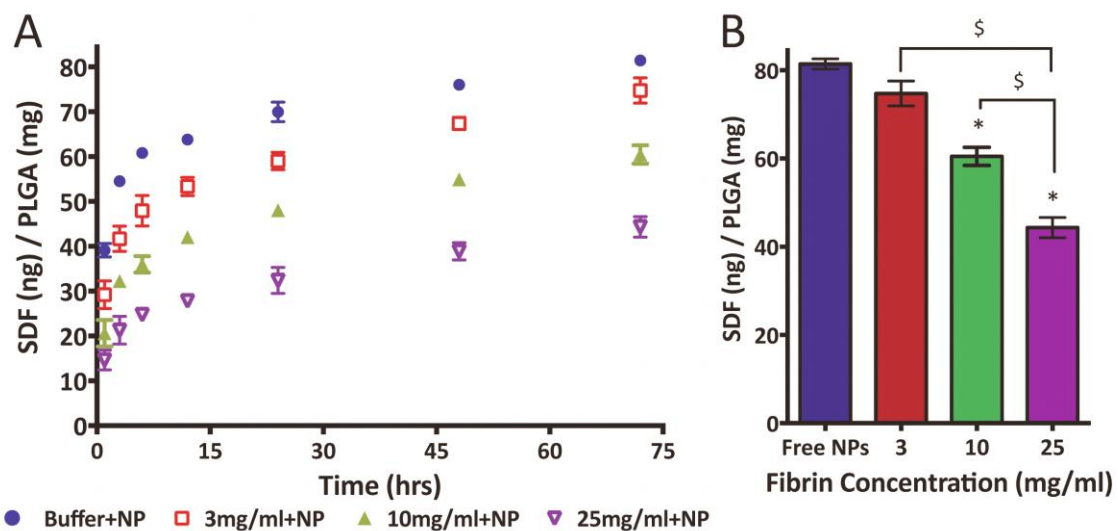 A
SDF (ng) / PLGA (mg)
80
70
60
50
40
30
20
10
0
0 15 30 45 60 75
Time (hrs)
Buffer+NP 3mg/ml+NP 10mg/ml+NP 25mg/ml+NP
B
SDF (ng) / PLGA (mg)
80
60
40
20
0
$
$
*
*
Free NPs 3 10 25
Fibrin Concentration (mg/ml)